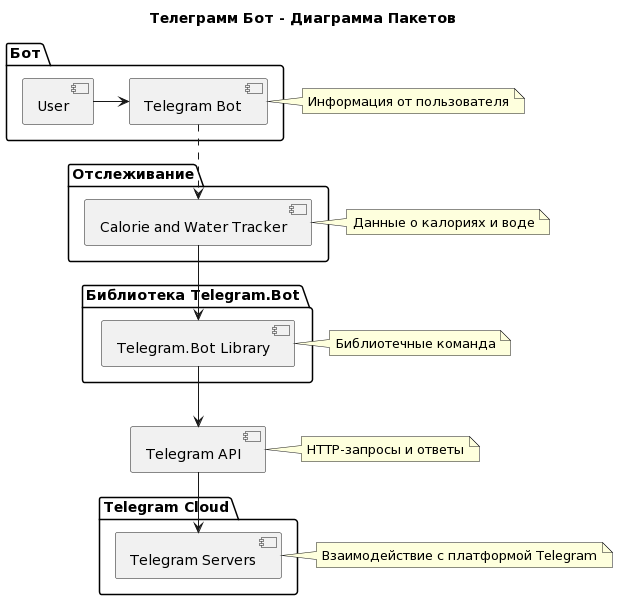 Телеграмм Бот - Диаграмма Пакетов
Бот
User
Telegram Bot
Информация от пользователя
Отслеживание
Calorie and Water Tracker
Данные о калориях и воде
Библиотека Telegram.Bot
Telegram.Bot Library
Библиотечные команда
Telegram API
HTTP-запросы и ответы
Telegram Cloud
Telegram Servers
Взаимодействие с платформой Telegram